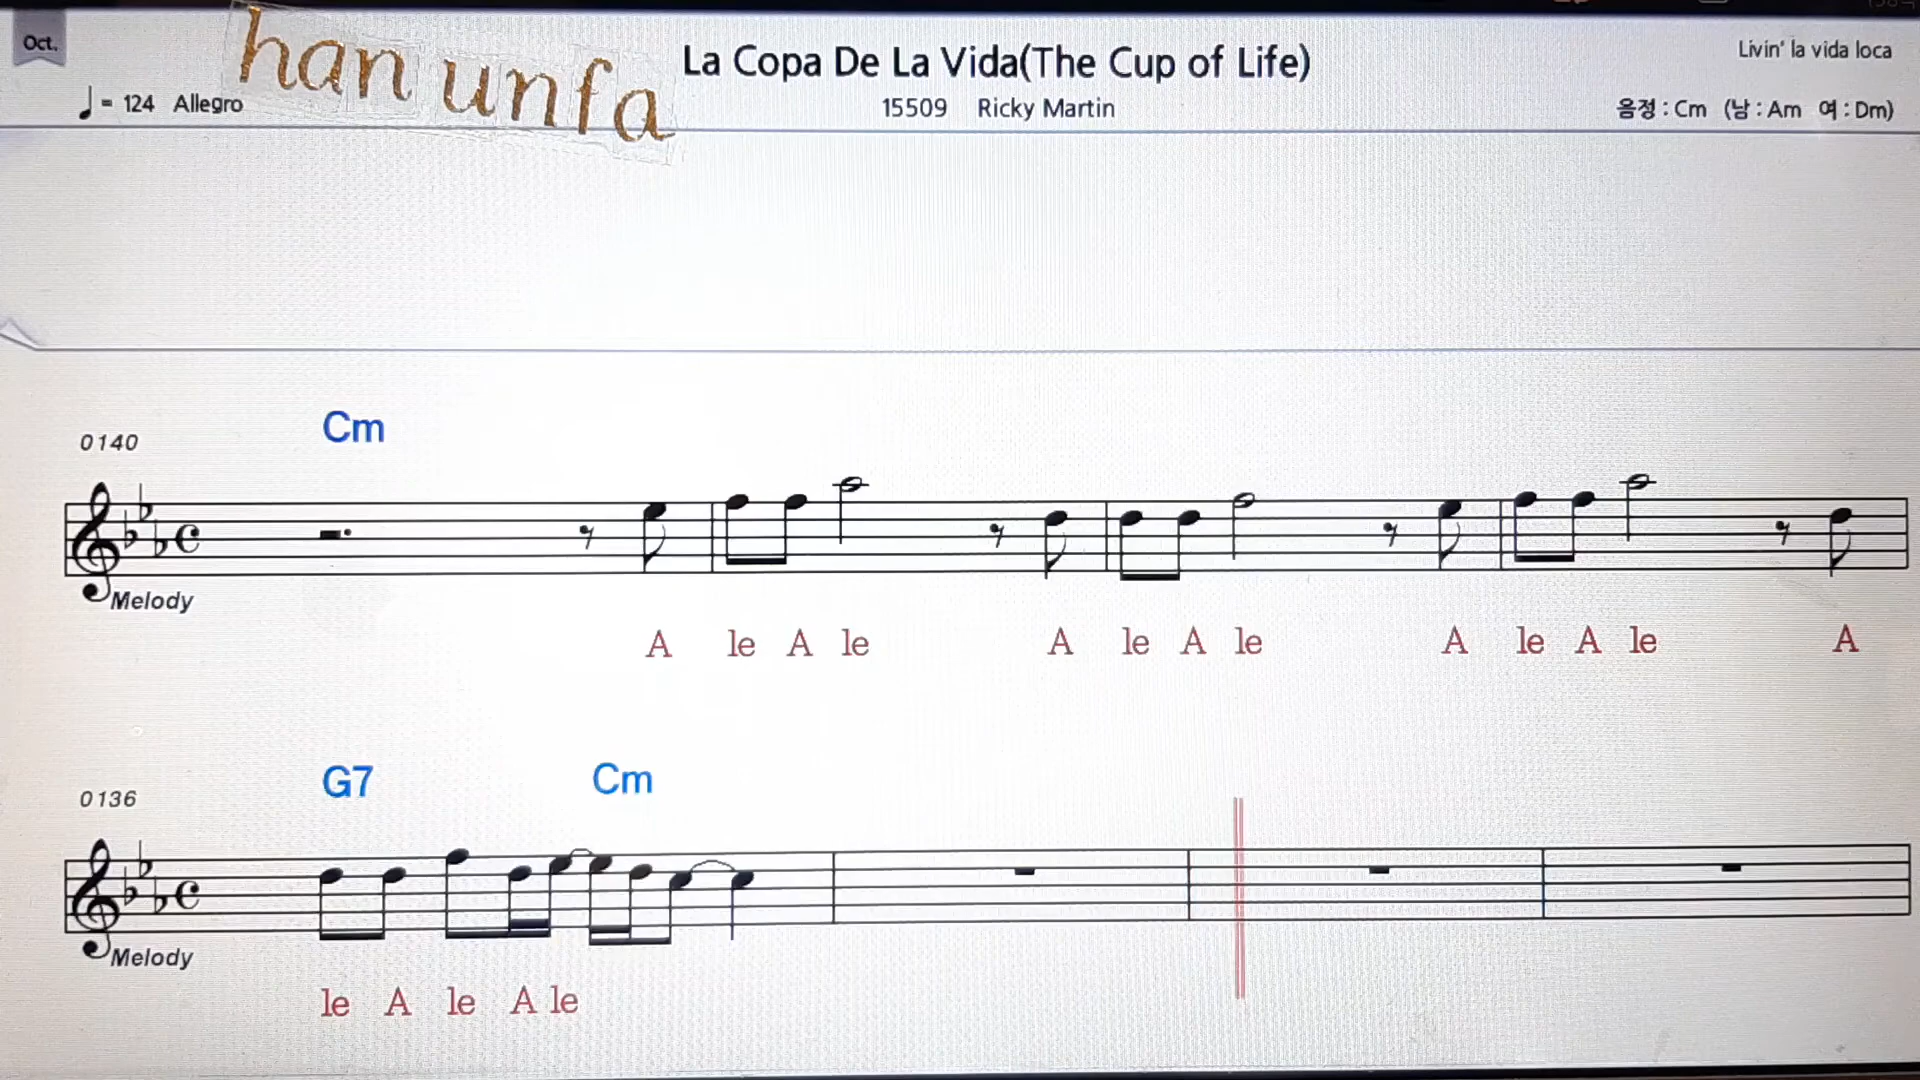 Oct.
han unfa
La Copa De La Vida(The Cup of Life)
Livin' la vida loca
= 124 Allegro
15509 Ricky Martin
음정 : Cm (남 : Am 여 : Dm)
0140
Cm
Melody
A le A le A le A le A le A le A
0136
G7 Cm
Melody
le A le A le